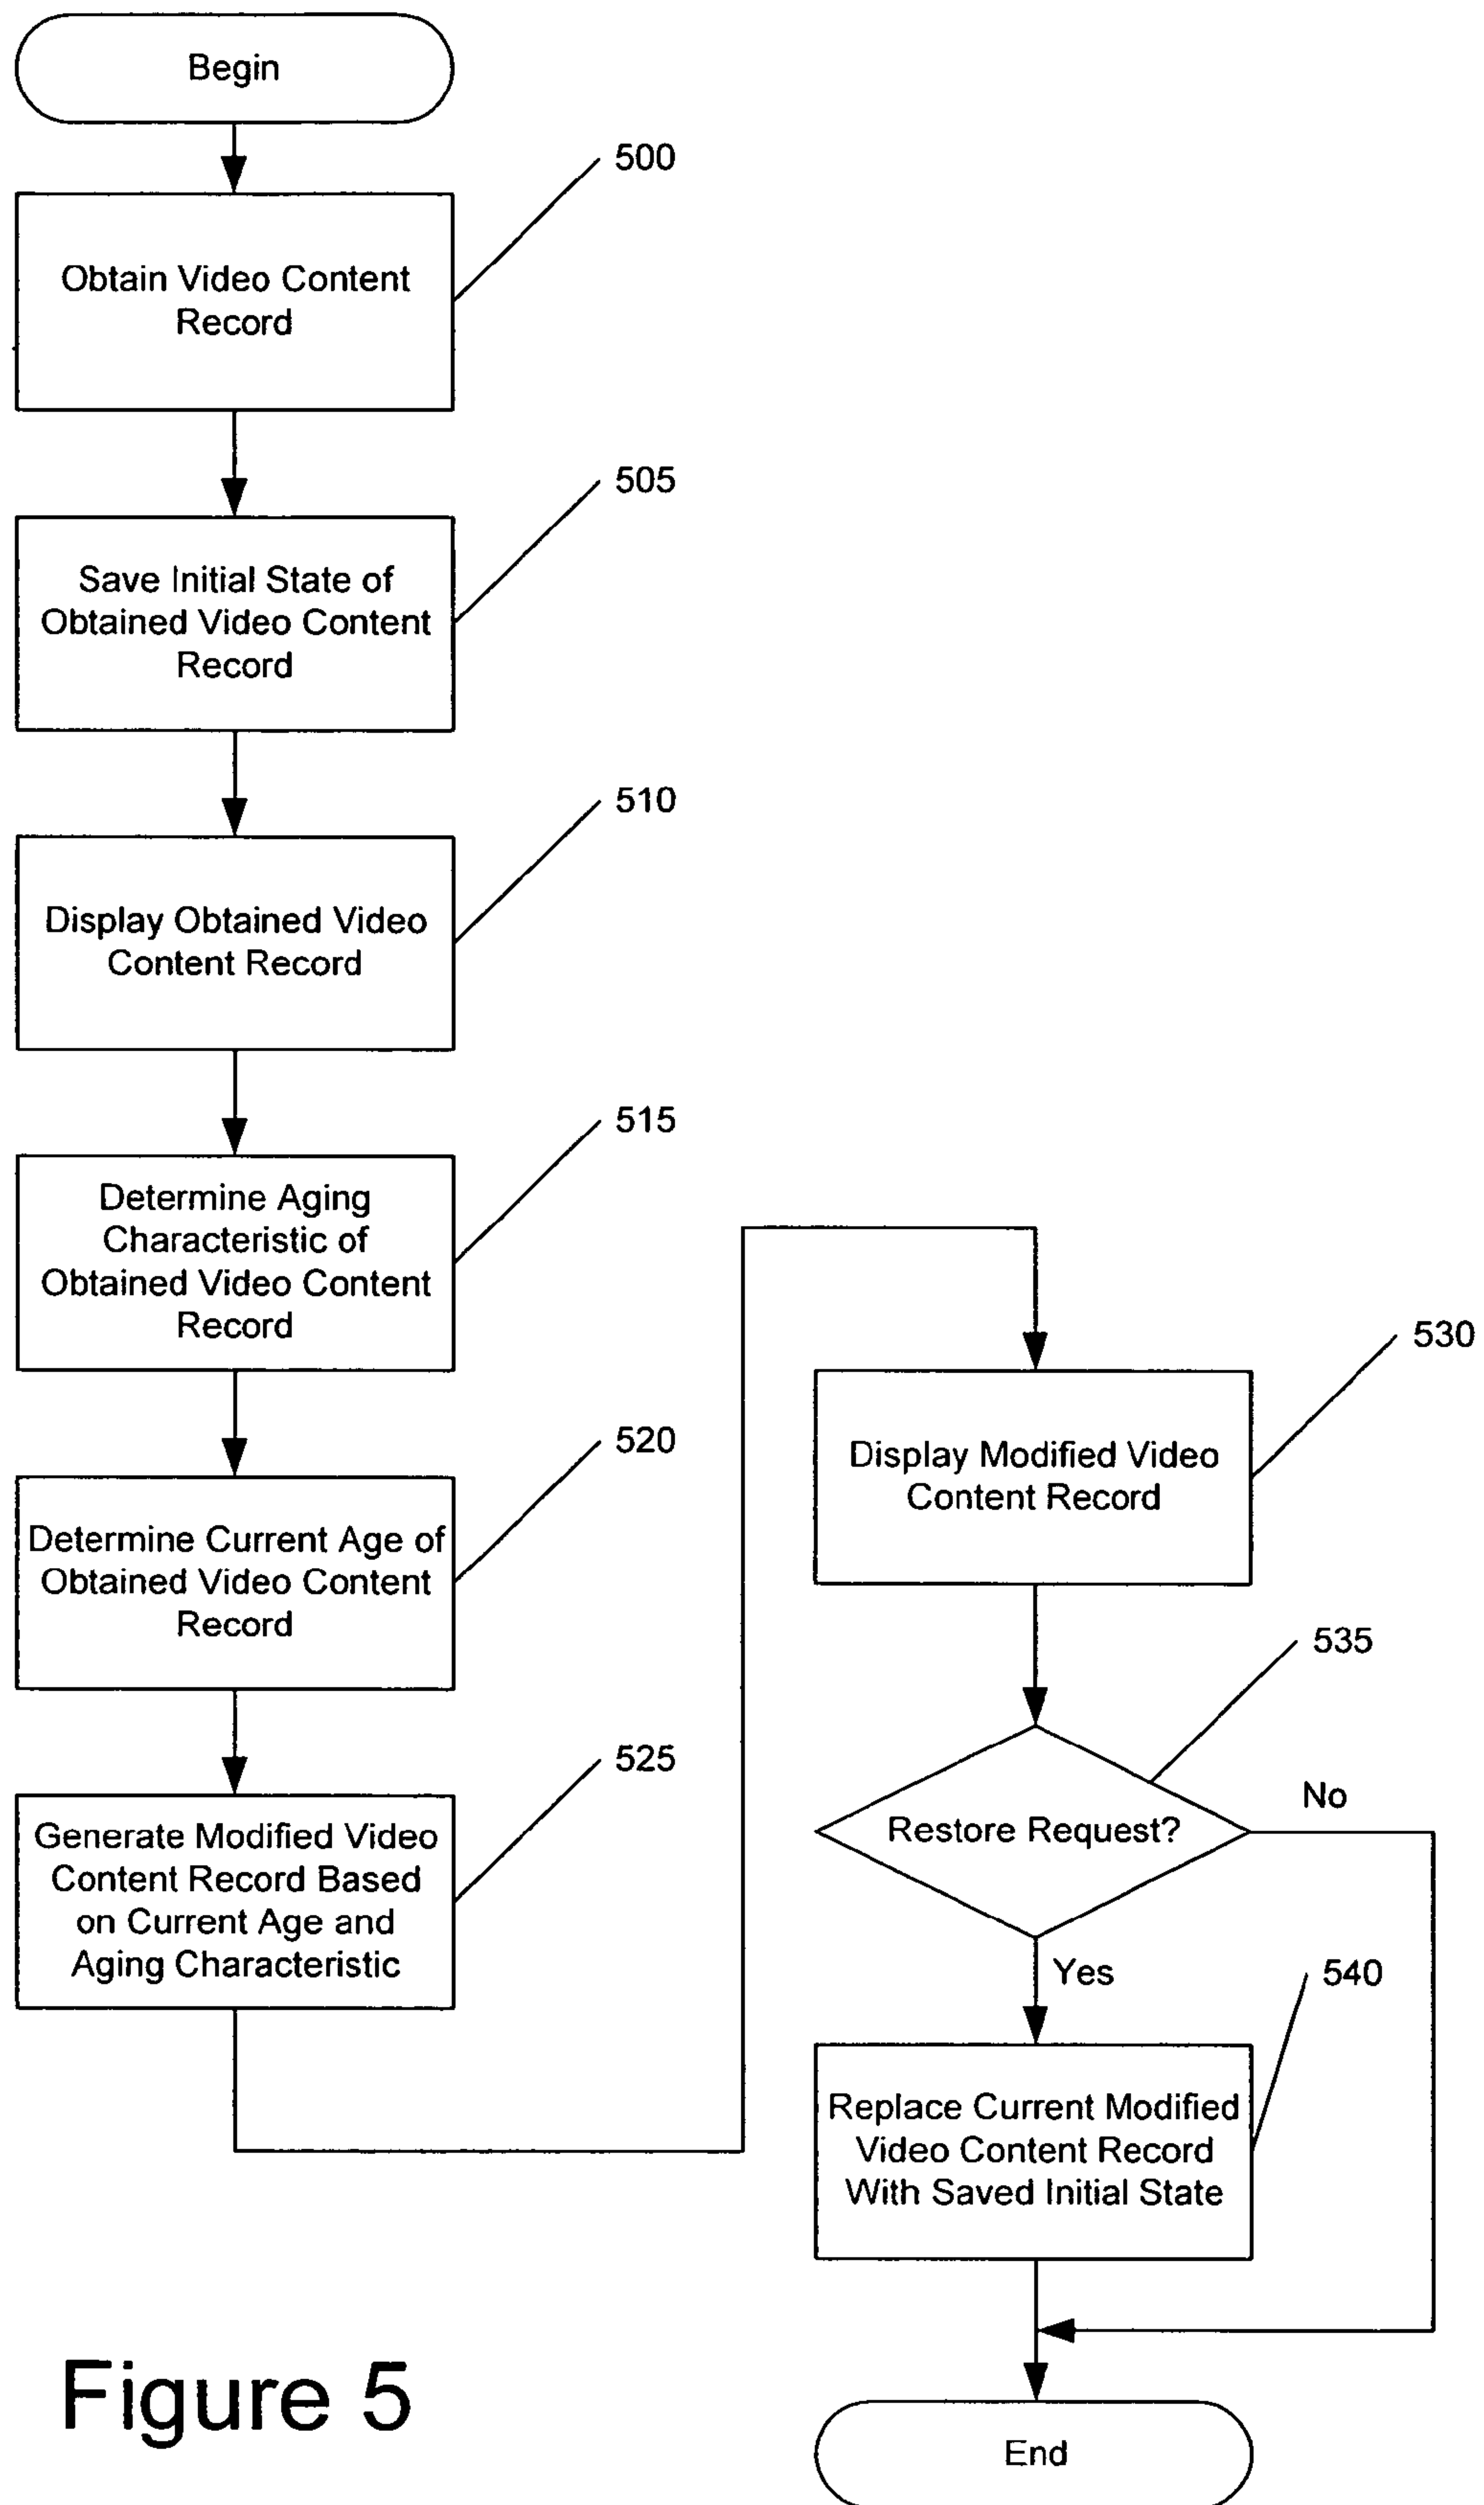 Begin
500
Obtain Video Content
Record
505
Save Initial State of
Obtained Video Content
Record
510
Display Obtained Video
Content Record
515
Determine Aging
Characteristic of
Obtained Video Content
Record
520
Determine Current Age of
Obtained Video Content
Record
525
Generate Modified Video
Content Record Based
on Current Age and
Aging Characteristic
530
Display Modified Video
Content Record
535
Restore Request?
No
Yes
540
Replace Current Modified
Video Content Record
With Saved Initial State
End
Figure 5